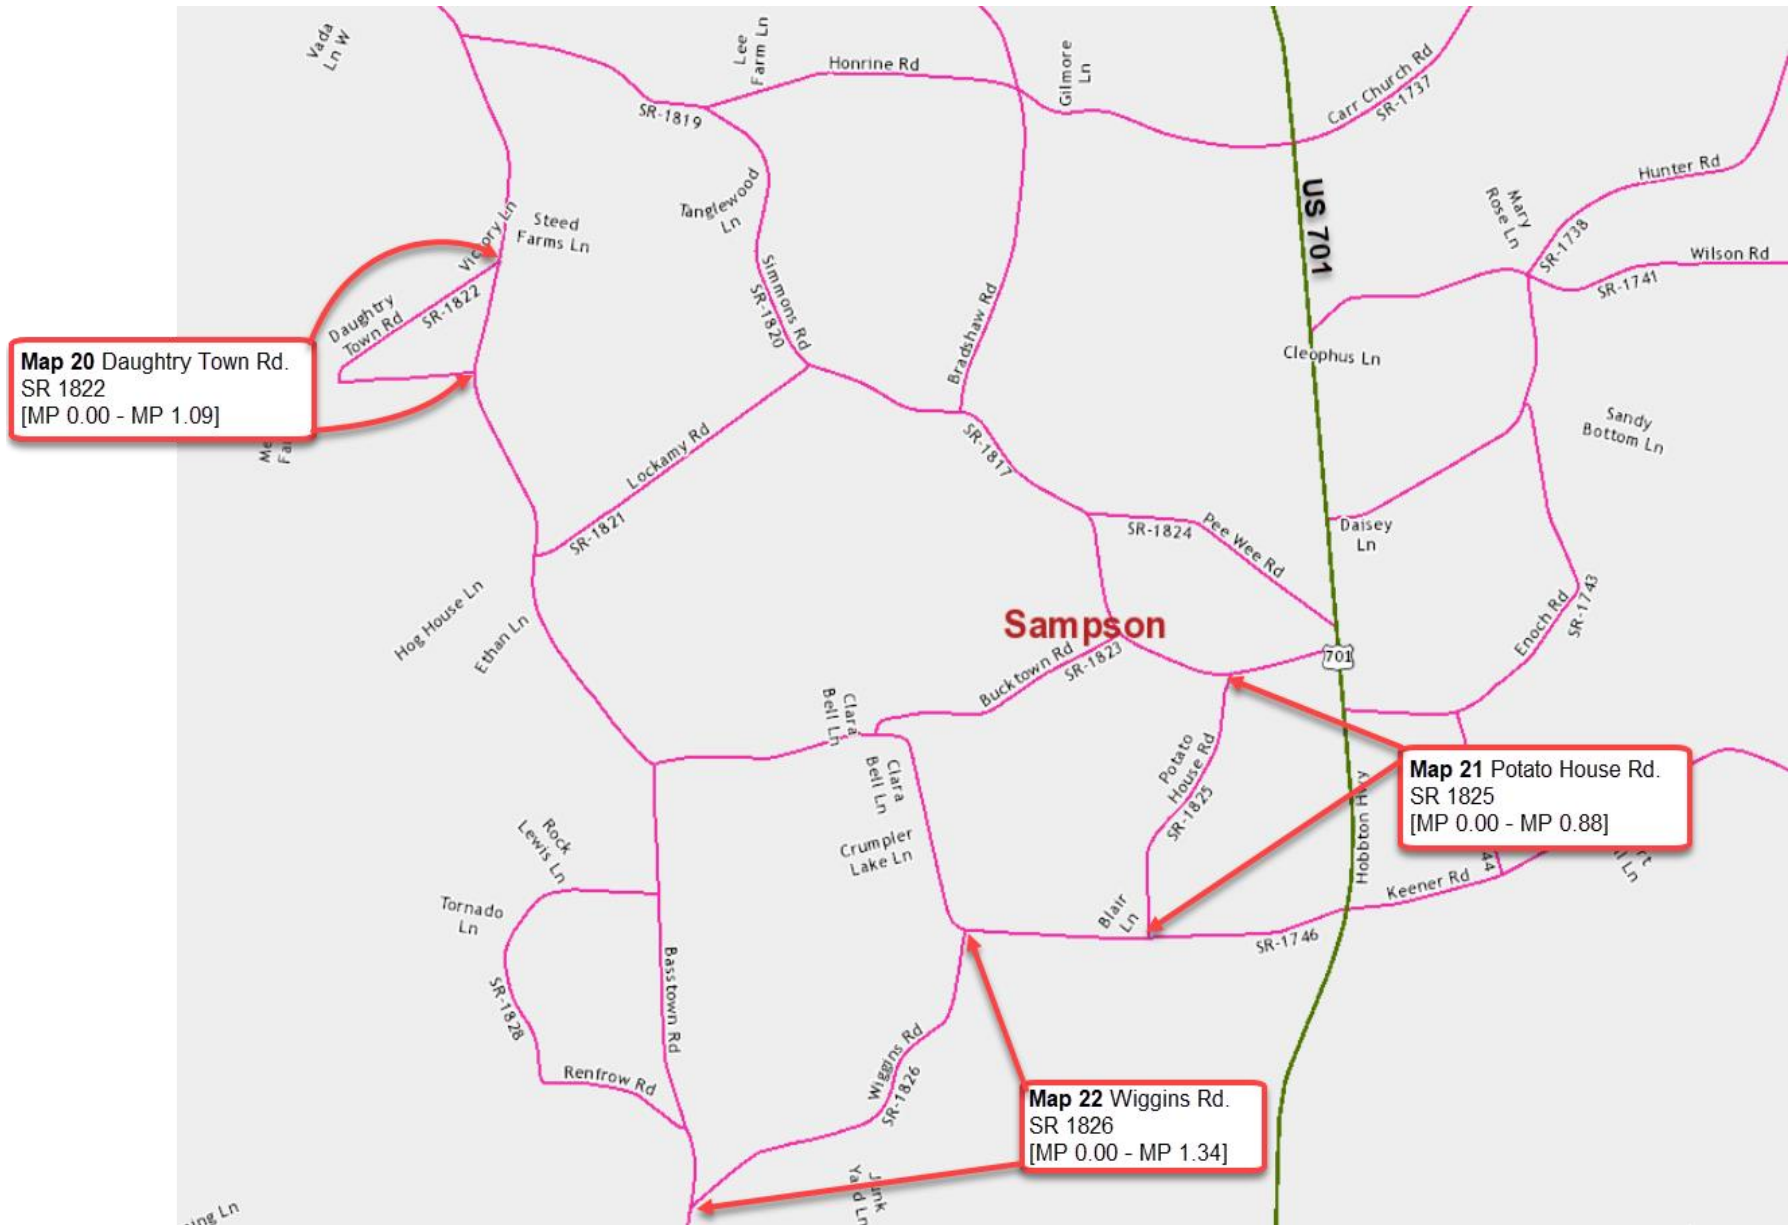 Vada
Ln W
Lee
Farm Ln
Honrine Rd
Gilmore
Ln
Carr Church Rd
SR-1737
SR-1819
Hunter Rd
Tanglewood
Ln
US 701
Mary
Rose Ln
SR-1738
Wilson Rd
SR-1741
Victory Ln
Steed
Farms Ln
Daughtry
Town Rd
SR-1822
Simmons Rd
SR-1820
Bradshaw Rd
Cleophus Ln
Map 20 Daughtry Town Rd.
SR 1822
[MP 0.00 - MP 1.09]
Sandy
Bottom Ln
Lockamy Rd
SR-1817
SR-1821
SR-1824
Pee Wee Rd
Daisey
Ln
Hog House Ln
Ethan Ln
Sampson
Enoch Rd
SR-1743
Bucktown Rd
SR-1823
701
Clara
Bell Ln
Clara
Bell Ln
Potato
House Rd
SR-1825
Map 21 Potato House Rd.
SR 1825
[MP 0.00 - MP 0.88]
Hobbton Hwy
Rock
Lewis Ln
Crumpler
Lake Ln
44
Ln
Keener Rd
Tornado
Ln
Blair
Ln
SR-1746
SR-1828
Basstown Rd
Renfrow Rd
Wiggins Rd
SR-1826
Map 22 Wiggins Rd.
SR 1826
[MP 0.00 - MP 1.34]
Junk
Yard Ln
Ln